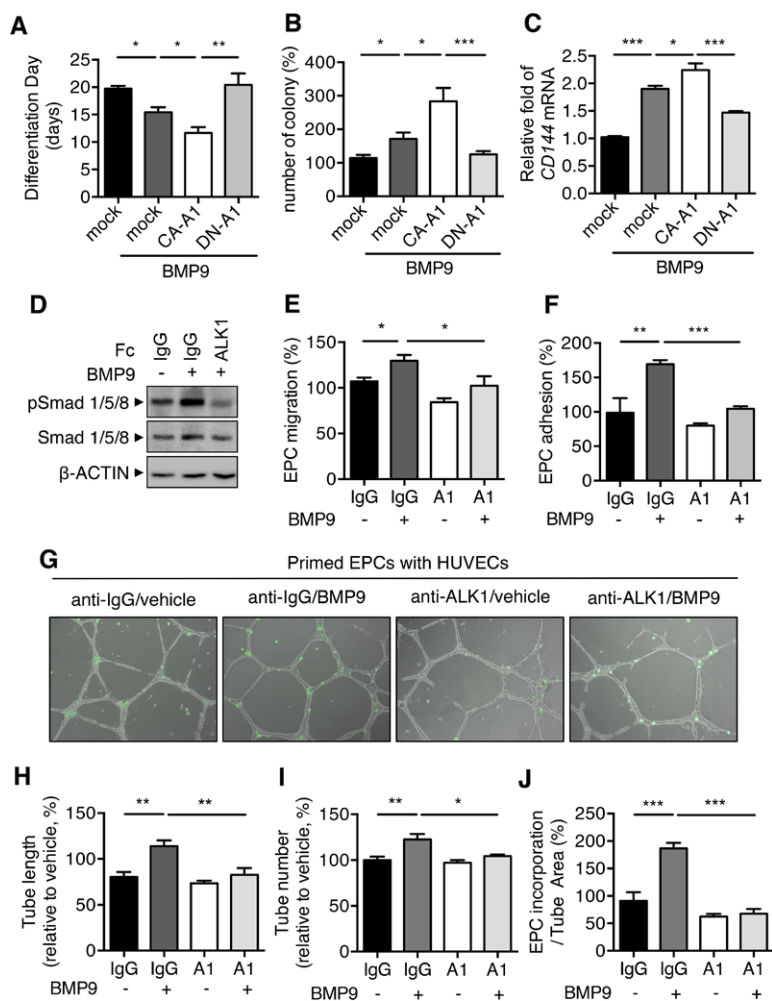 A
* * **
Differentiation Day
(days)
25
20
15
10
5
0
mock mock CA-A1 DN-A1
BMP9
B
* * ***
number of colony (%)
400
300
200
100
0
mock mock CA-A1 DN-A1
BMP9
C
*** * ***
Relative fold of
CD144 mRNA
2.5
2.0
1.5
1.0
0.5
0.0
mock mock CA-A1 DN-A1
BMP9
D
Fc IgG IgG ALK1
BMP9 - + +
pSmad 1/5/8
Smad 1/5/8
β-ACTIN
E
* *
EPC migration (%)
150
100
50
0
IgG IgG A1 A1
BMP9 - + - +
F
** ***
EPC adhesion (%)
200
150
100
50
0
IgG IgG A1 A1
BMP9 - + - +
G
Primed EPCs with HUVECs
anti-IgG/vehicle anti-IgG/BMP9 anti-ALK1/vehicle anti-ALK1/BMP9
H
** **
Tube length
(relative to vehicle, %)
150
100
50
0
IgG IgG A1 A1
BMP9 - + - +
I
** *
Tube number
(relative to vehicle, %)
150
100
50
0
IgG IgG A1 A1
BMP9 - + - +
J
*** ***
EPC incorporation
/ Tube Area (%)
250
200
150
100
50
0
IgG IgG A1 A1
BMP9 - + - +